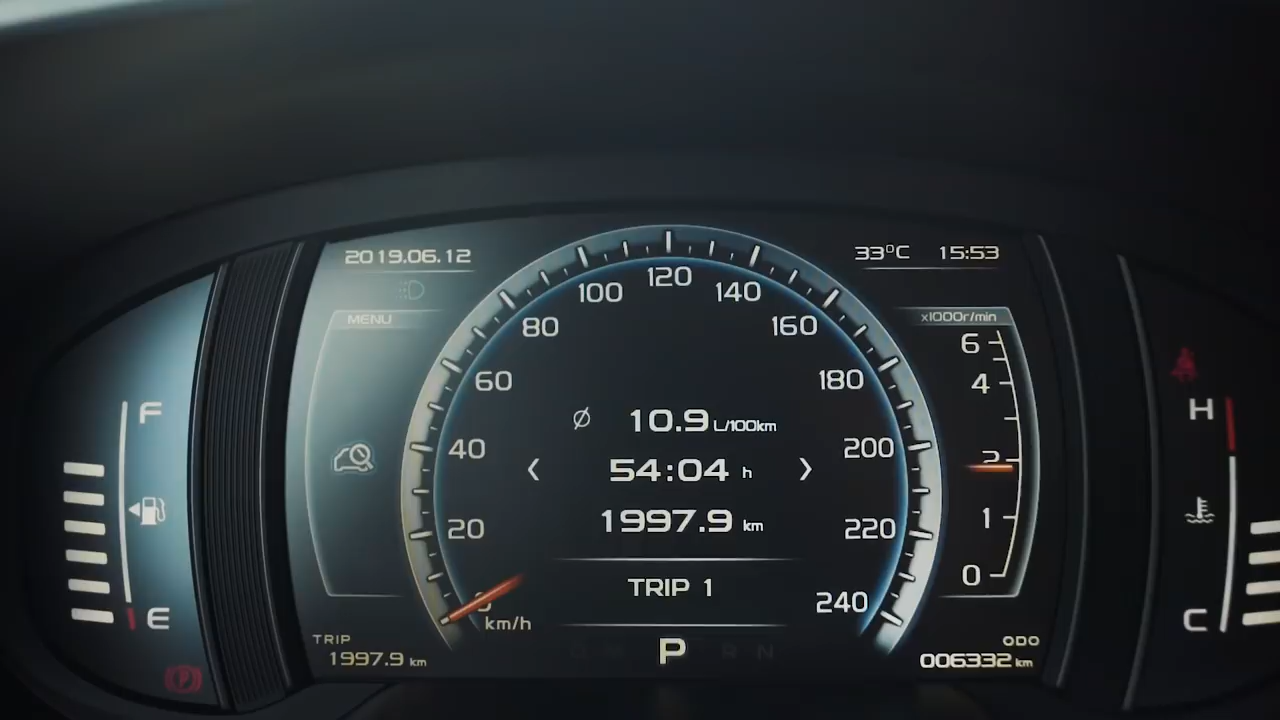 2019.06.12
33°C 15:53
MENU
x1000r/min
120
100 140
80 160
60 180
40 200
20 220
240
km/h
6
4
2
1
0
Ø 10.9 L/100km
< 54:04 h >
1997.9 km
TRIP 1
P R N
TRIP
1997.9 km
ODO
006332 km
F
E
H
C
(P)